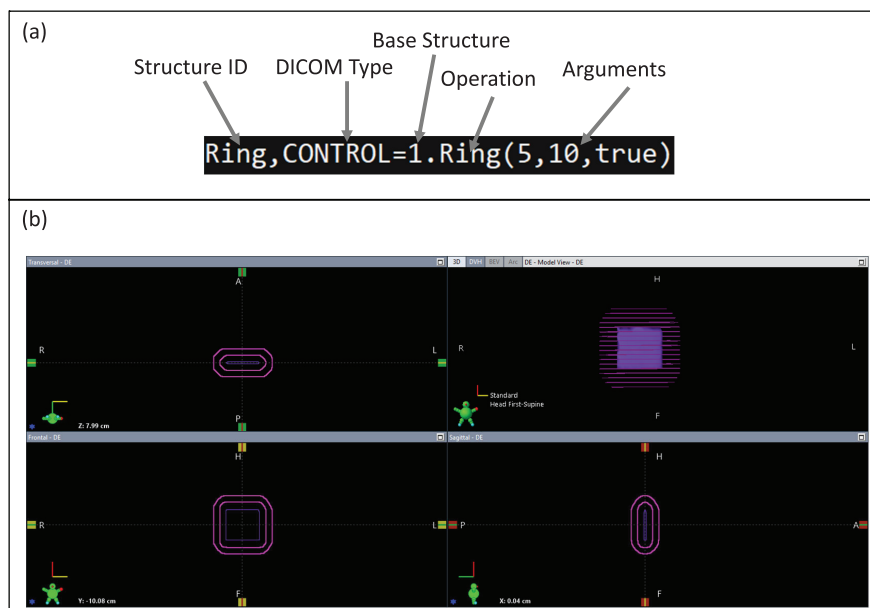 (a)
Base Structure
Structure ID DICOM Type Arguments
Operation
Ring,CONTROL=1.Ring(5,10,true)
(b)
Transversal - DE
A
R L
P
Z: 7.99 cm
3D DVH BEV Arc DE - Model View - DE
H
R L
Standard
Head First-Supine
F
Frontal - DE
H
R L
F
Y: -10.08 cm
Sagittal - DE
H
P A
F
X: 0.04 cm